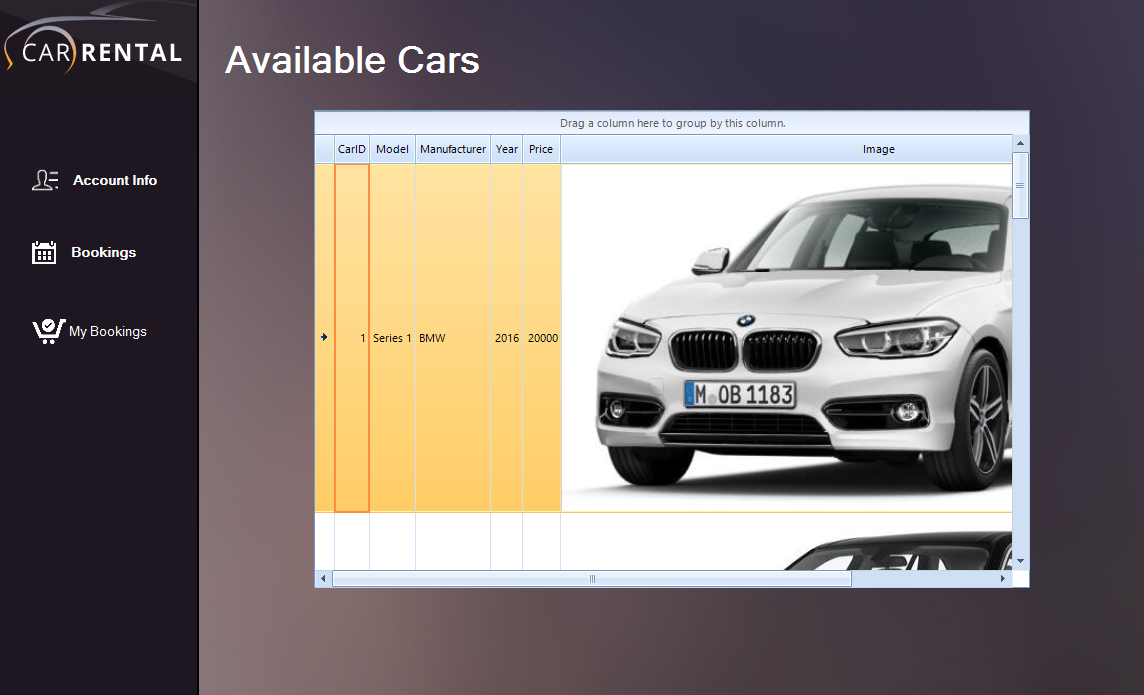 CAR RENTAL
Available Cars
Account Info
Bookings
My Bookings
Drag a column here to group by this column.
CarID Model Manufacturer Year Price Image
1 Series 1 BMW 2016 20000
M OB 1183